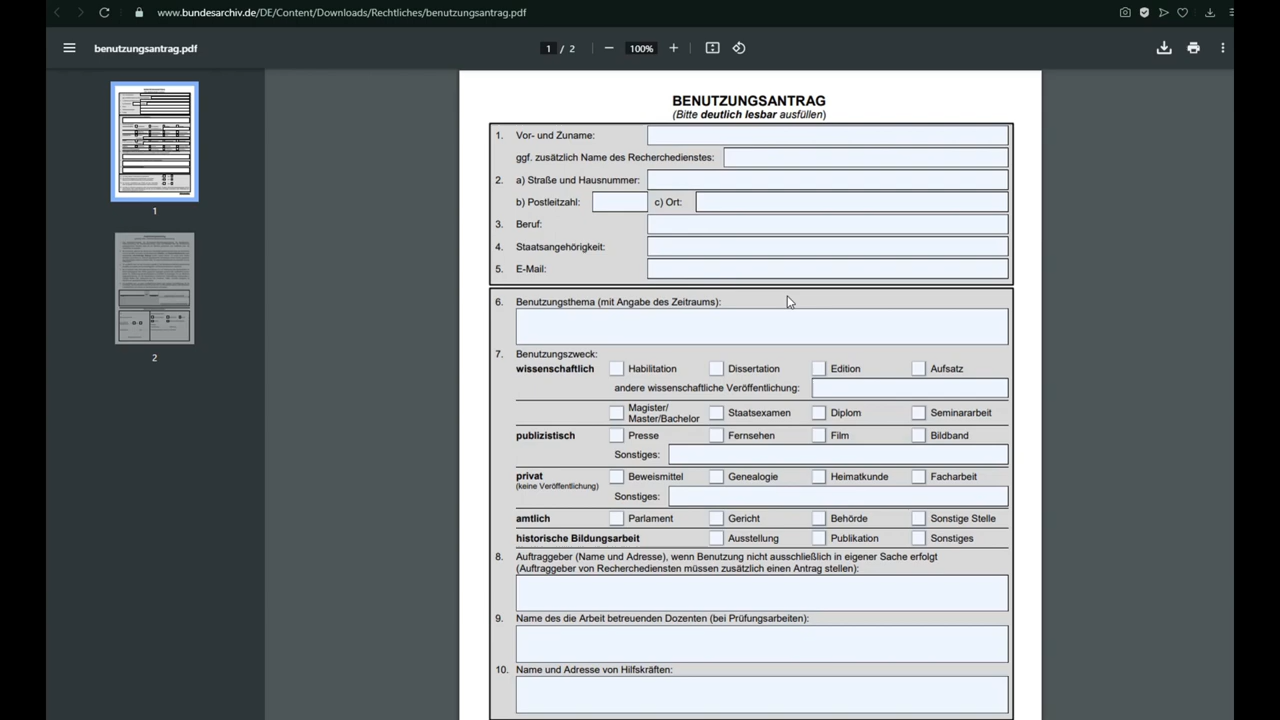 www.bundesarchiv.de/DE/Content/Downloads/Rechtliches/benutzungsantrag.pdf
benutzungsantrag.pdf
1 / 2
100%
1
2
BENUTZUNGSANTRAG
(Bitte deutlich lesbar ausfüllen)
1. Vor- und Zuname:
ggf. zusätzlich Name des Recherchedienstes:
2. a) Straße und Hausnummer:
b) Postleitzahl: c) Ort:
3. Beruf:
4. Staatsangehörigkeit:
5. E-Mail:
6. Benutzungsthema (mit Angabe des Zeitraums):
7. Benutzungszweck:
wissenschaftlich Habilitation Dissertation Edition Aufsatz
andere wissenschaftliche Veröffentlichung:
Magister/
Master/Bachelor Staatsexamen Diplom Seminararbeit
publizistisch Presse Fernsehen Film Bildband
Sonstiges:
privat Beweismittel Genealogie Heimatkunde Facharbeit
(keine Veröffentlichung)
Sonstiges:
amtlich Parlament Gericht Behörde Sonstige Stelle
historische Bildungsarbeit Ausstellung Publikation Sonstiges
8. Auftraggeber (Name und Adresse), wenn Benutzung nicht ausschließlich in eigener Sache erfolgt
(Auftraggeber von Recherchediensten müssen zusätzlich einen Antrag stellen):
9. Name des die Arbeit betreuenden Dozenten (bei Prüfungsarbeiten):
10. Name und Adresse von Hilfskräften: